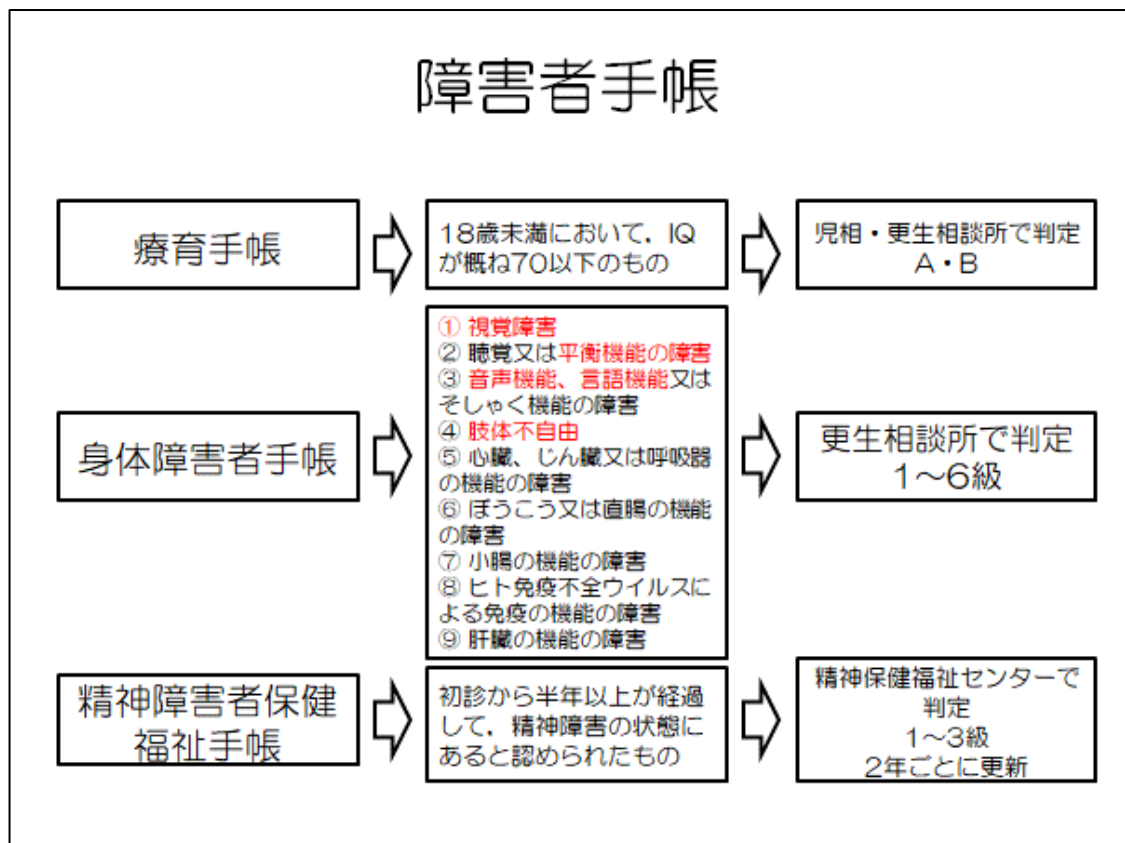 障害者手帳
療育手帳
18歳未満において，IQ
が概ね70以下のもの
児相・更生相談所で判定
A・B
身体障害者手帳
① 視覚障害
② 聴覚又は平衡機能の障害
③ 音声機能、言語機能又は
そしゃく機能の障害
④ 肢体不自由
⑤ 心臓、じん臓又は呼吸器
の機能の障害
⑥ ぼうこう又は直腸の機能
の障害
⑦ 小腸の機能の障害
⑧ ヒト免疫不全ウイルスに
よる免疫の機能の障害
⑨ 肝臓の機能の障害
更生相談所で判定
1～6級
精神障害者保健
福祉手帳
初診から半年以上が経過
して，精神障害の状態に
あると認められたもの
精神保健福祉センターで
判定
1～3級
2年ごとに更新